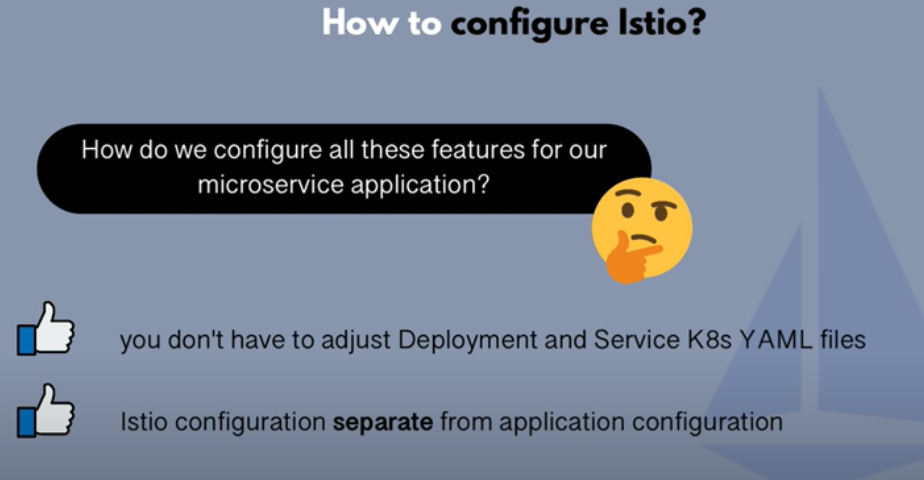 How to configure Istio?
How do we configure all these features for our
microservice application?
you don't have to adjust Deployment and Service K8s YAML files
Istio configuration separate from application configuration